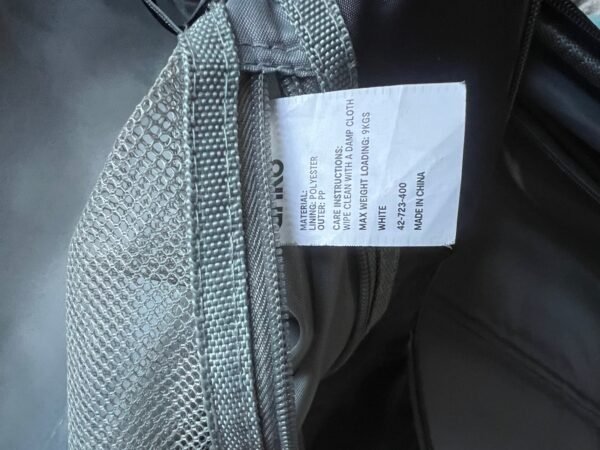 MATERIAL:
LINING: POLYESTER
OUTER: PP
CARE INSTRUCTIONS:
WIPE CLEAN WITH A DAMP CLOTH
MAX WEIGHT LOADING: 9KGS
WHITE
42-723-400
MADE IN CHINA